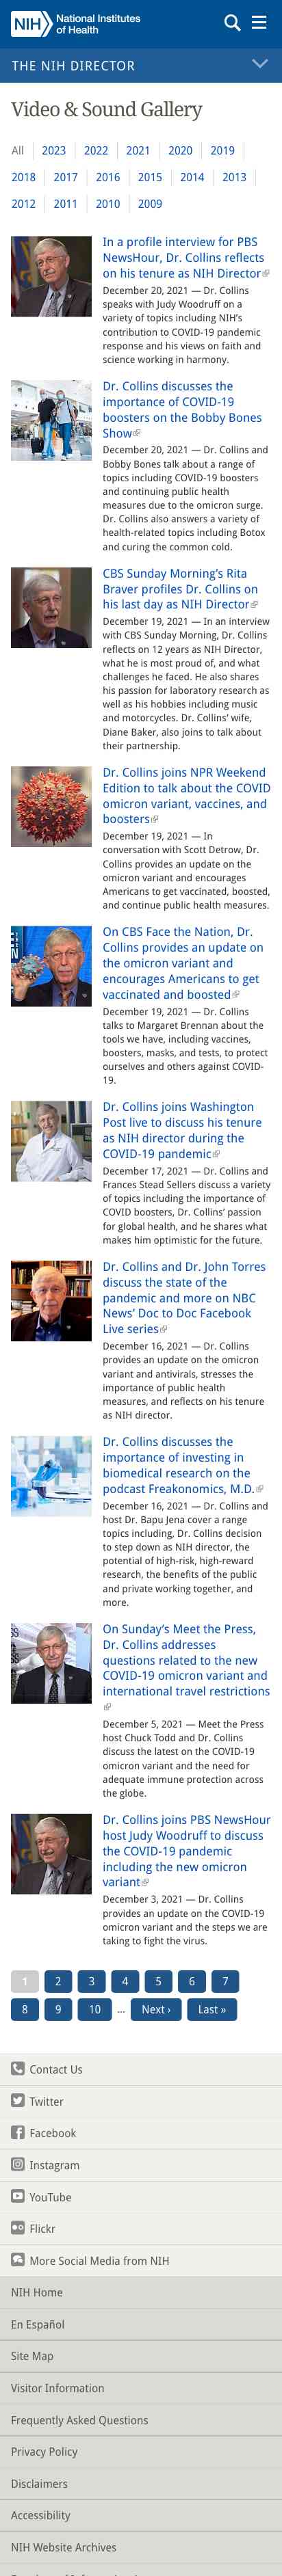 NIH National Institutes
of Health
THE NIH DIRECTOR
Video & Sound Gallery
All 2023 2022 2021 2020 2019
2018 2017 2016 2015 2014 2013
2012 2011 2010 2009
In a profile interview for PBS
NewsHour, Dr. Collins reflects
on his tenure as NIH Director
December 20, 2021 — Dr. Collins
speaks with Judy Woodruff on a
variety of topics including NIH's
contribution to COVID-19 pandemic
response and his views on faith and
science working in harmony.
Dr. Collins discusses the
importance of COVID-19
boosters on the Bobby Bones
Show
December 20, 2021 — Dr. Collins and
Bobby Bones talk about a range of
topics including COVID-19 boosters
and continuing public health
measures due to the omicron surge.
Dr. Collins also answers a variety of
health-related topics including Botox
and curing the common cold.
CBS Sunday Morning's Rita
Braver profiles Dr. Collins on
his last day as NIH Director
December 19, 2021 — In an interview
with CBS Sunday Morning, Dr. Collins
reflects on 12 years as NIH Director,
what he is most proud of, and what
challenges he faced. He also shares
his passion for laboratory research as
well as his hobbies including music
and motorcycles. Dr. Collins' wife,
Diane Baker, also joins to talk about
their partnership.
Dr. Collins joins NPR Weekend
Edition to talk about the COVID
omicron variant, vaccines, and
boosters
December 19, 2021 — In
conversation with Scott Detrow, Dr.
Collins provides an update on the
omicron variant and encourages
Americans to get vaccinated, boosted,
and continue public health measures.
On CBS Face the Nation, Dr.
Collins provides an update on
the omicron variant and
encourages Americans to get
vaccinated and boosted
December 19, 2021 — Dr. Collins
talks to Margaret Brennan about the
tools we have, including vaccines,
boosters, masks, and tests, to protect
ourselves and others against COVID-
19.
Dr. Collins joins Washington
Post live to discuss his tenure
as NIH director during the
COVID-19 pandemic
December 17, 2021 — Dr. Collins and
Frances Stead Sellers discuss a variety
of topics including the importance of
COVID boosters, Dr. Collins' passion
for global health, and he shares what
makes him optimistic for the future.
Dr. Collins and Dr. John Torres
discuss the state of the
pandemic and more on NBC
News' Doc to Doc Facebook
Live series
December 16, 2021 — Dr. Collins
provides an update on the omicron
variant and antivirals, stresses the
importance of public health
measures, and reflects on his tenure
as NIH director.
Dr. Collins discusses the
importance of investing in
biomedical research on the
podcast Freakonomics, M.D.
December 16, 2021 — Dr. Collins and
host Dr. Bapu Jena cover a range
topics including, Dr. Collins decision
to step down as NIH director, the
potential of high-risk, high-reward
research, the benefits of the public
and private working together, and
more.
On Sunday's Meet the Press,
Dr. Collins addresses
questions related to the new
COVID-19 omicron variant and
international travel restrictions
December 5, 2021 — Meet the Press
host Chuck Todd and Dr. Collins
discuss the latest on the COVID-19
omicron variant and the need for
adequate immune protection across
the globe.
Dr. Collins joins PBS NewsHour
host Judy Woodruff to discuss
the COVID-19 pandemic
including the new omicron
variant
December 3, 2021 — Dr. Collins
provides an update on the COVID-19
omicron variant and the steps we are
taking to fight the virus.
1 2 3 4 5 6 7
8 9 10 ... Next › Last »
Contact Us
Twitter
Facebook
Instagram
YouTube
Flickr
More Social Media from NIH
NIH Home
En Español
Site Map
Visitor Information
Frequently Asked Questions
Privacy Policy
Disclaimers
Accessibility
NIH Website Archives